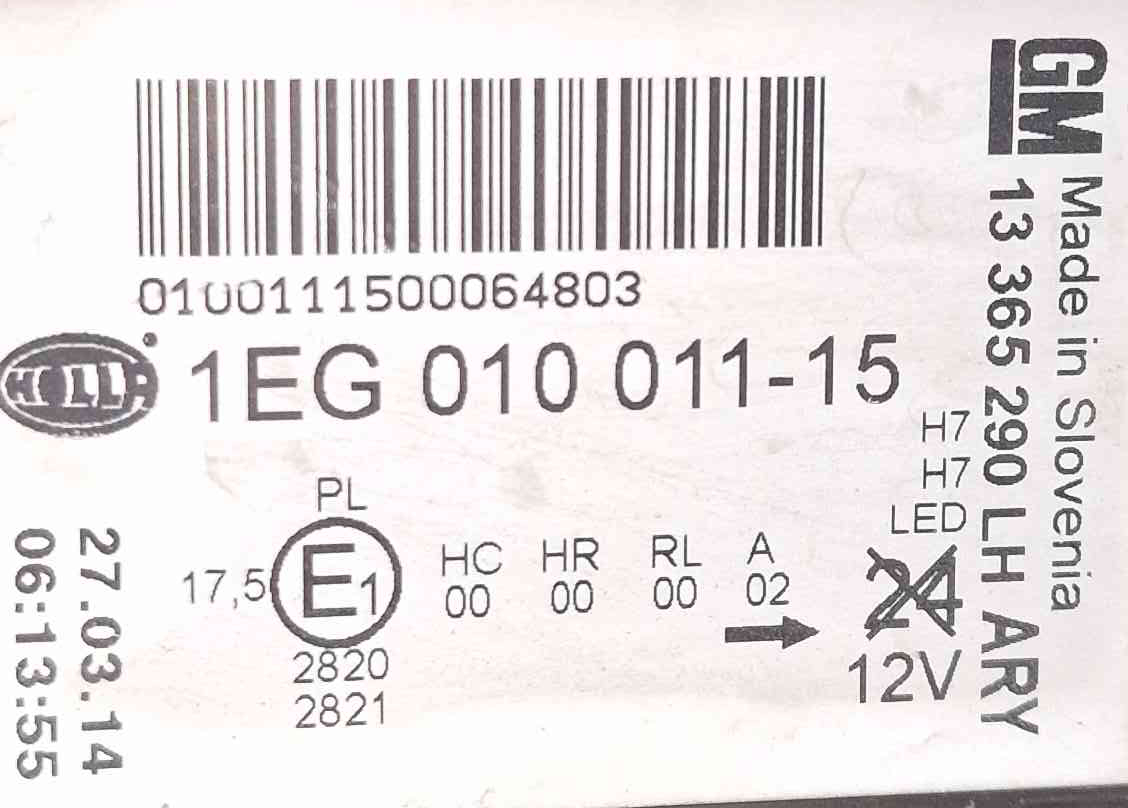 0100111500064803
HELLA 1EG 010 011-15
H7
H7
LED
PL
17,5 E1 HC HR RL A
00 00 00 02
24
2820
2821
12V
27.03.14
06:13:55
GM
Made in Slovenia
13 365 290 LH ARY